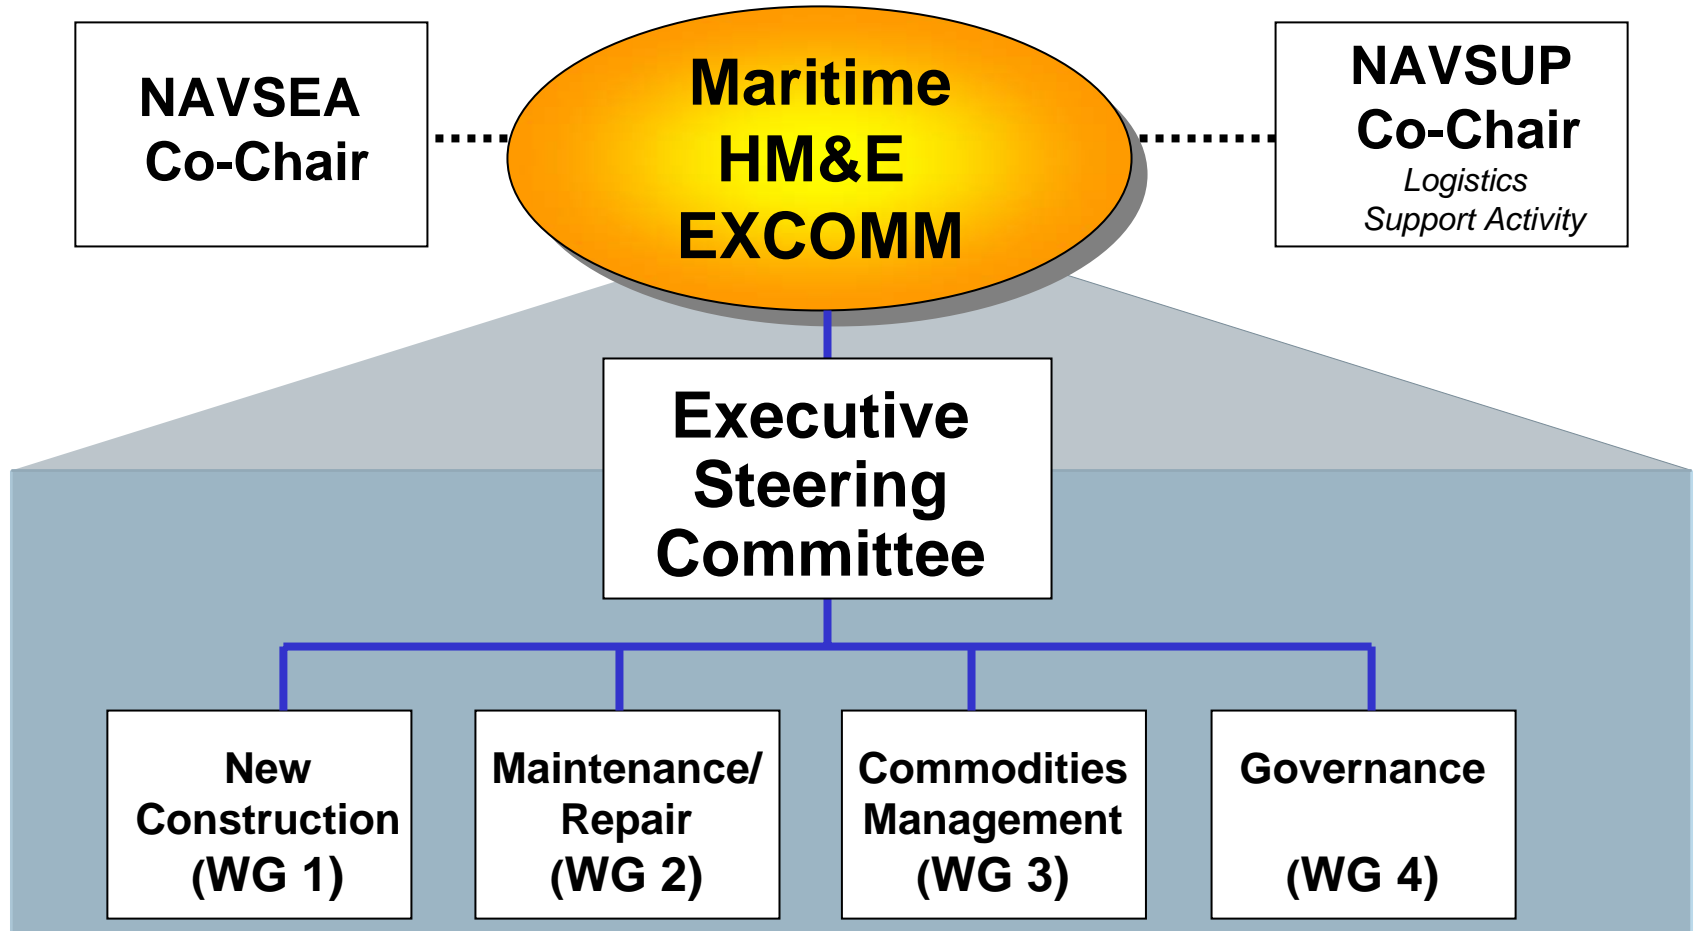 NAVSEA
Co-Chair
Maritime
HM&E
EXCOMM
NAVSUP
Co-Chair
Logistics
Support Activity
Executive
Steering
Committee
New
Construction
(WG 1)
Maintenance/
Repair
(WG 2)
Commodities
Management
(WG 3)
Governance
(WG 4)